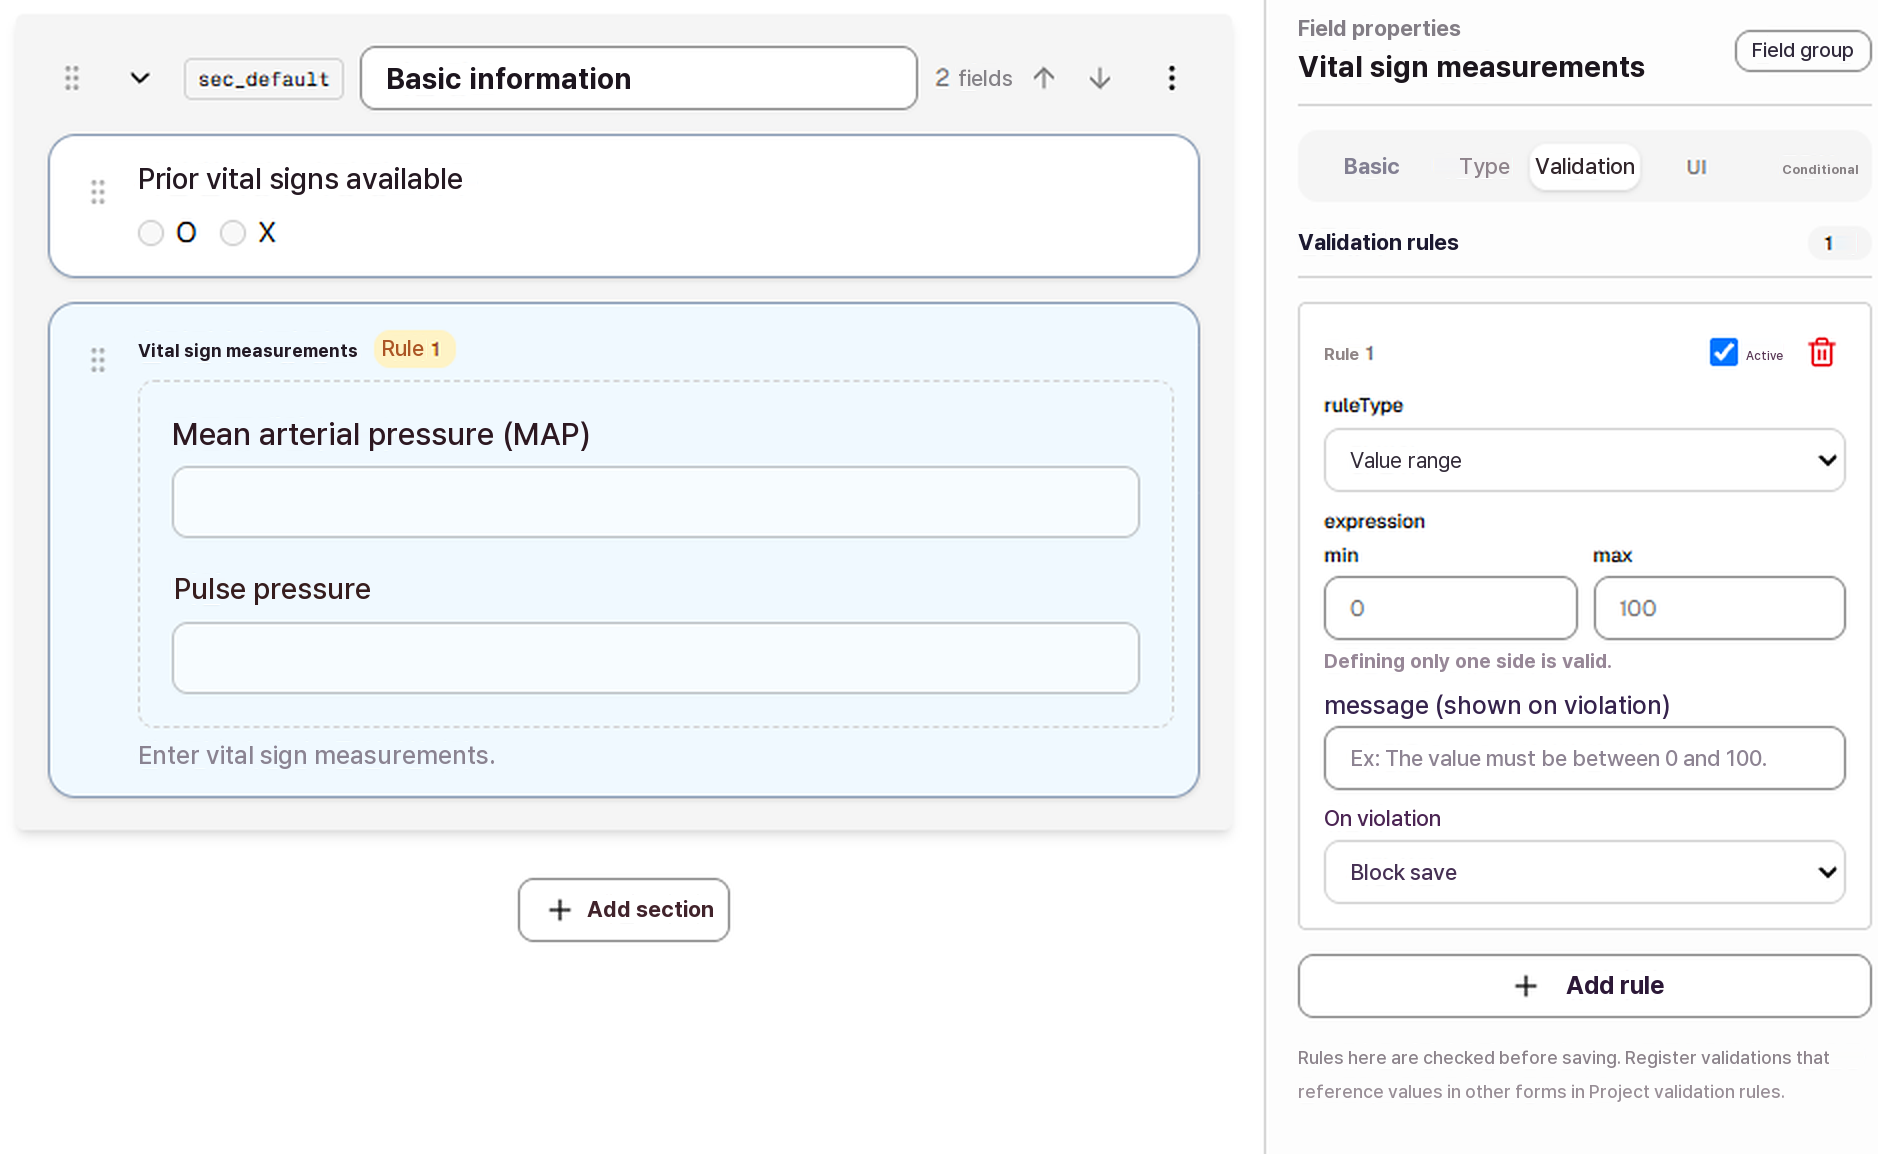 sec_default
Basic information
2 fields
Prior vital signs available
O X
Vital sign measurements Rule 1
Mean arterial pressure (MAP)
Pulse pressure
Enter vital sign measurements.
Add section
Field properties
Vital sign measurements
Field group
Basic Type Validation UI Conditional
Validation rules 1
Rule 1 Active
ruleType
Value range
expression
min max
0 100
Defining only one side is valid.
message (shown on violation)
Ex: The value must be between 0 and 100.
On violation
Block save
Add rule
Rules here are checked before saving. Register validations that
reference values in other forms in Project validation rules.